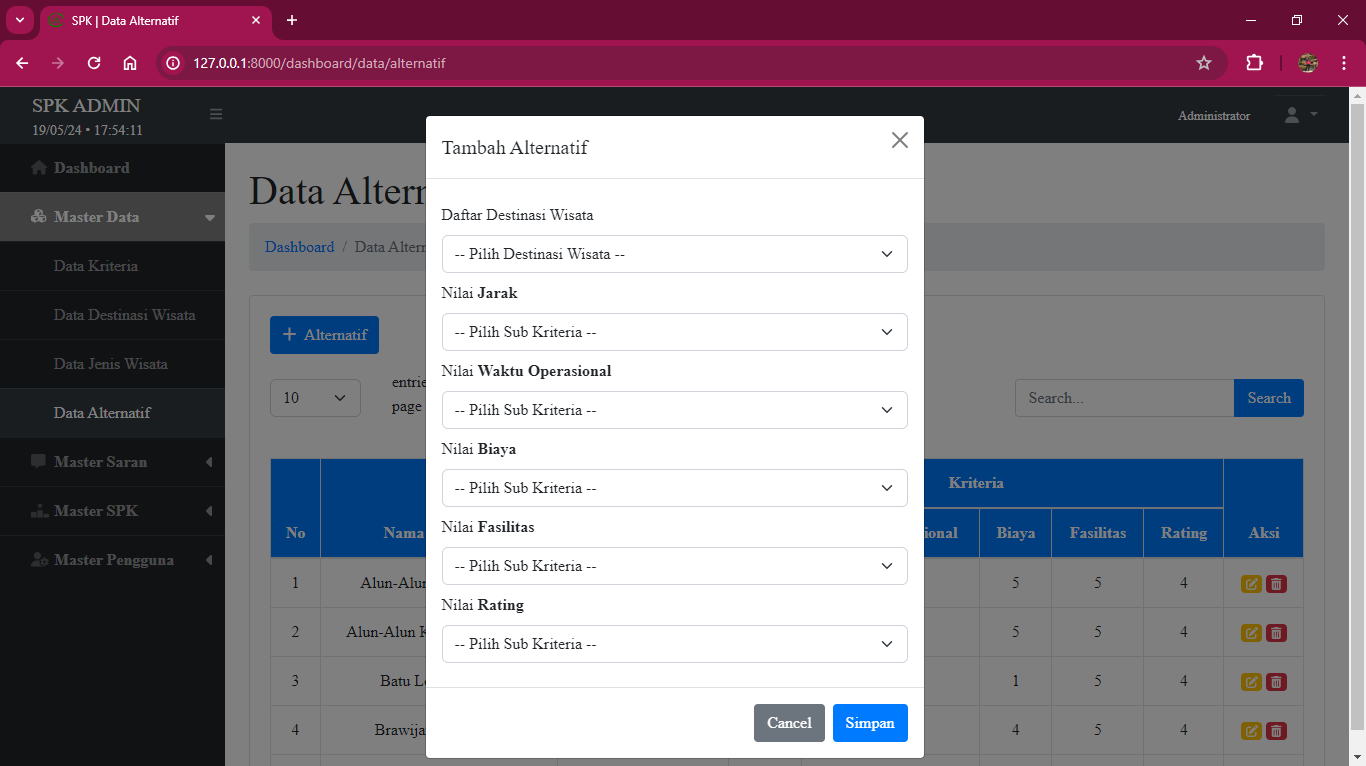 SPK | Data Alternatif
127.0.0.1:8000/dashboard/data/alternatif
SPK ADMIN
19/05/24 • 17:54:11
Administrator
Dashboard
Master Data
Data Kriteria
Data Destinasi Wisata
Data Jenis Wisata
Data Alternatif
Master Saran
Master SPK
Master Pengguna
Data Altern
Dashboard / Data Altern
+ Alternatif
10
entrie
page
Search...
Search
Tambah Alternatif
Daftar Destinasi Wisata
-- Pilih Destinasi Wisata --
Nilai Jarak
-- Pilih Sub Kriteria --
Nilai Waktu Operasional
-- Pilih Sub Kriteria --
Nilai Biaya
-- Pilih Sub Kriteria --
Nilai Fasilitas
-- Pilih Sub Kriteria --
Nilai Rating
-- Pilih Sub Kriteria --
Cancel
Simpan
Kriteria
No Nama ional Biaya Fasilitas Rating Aksi
1 Alun-Alun 5 5 4
2 Alun-Alun K 5 5 4
3 Batu Lo 1 5 4
4 Brawija 4 5 4